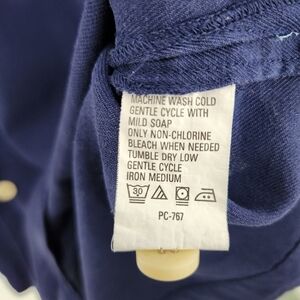 MACHINE WASH COLD
GENTLE CYCLE WITH
MILD SOAP
ONLY NON-CHLORINE
BLEACH WHEN NEEDED
TUMBLE DRY LOW
GENTLE CYCLE
IRON MEDIUM
30
PC-767